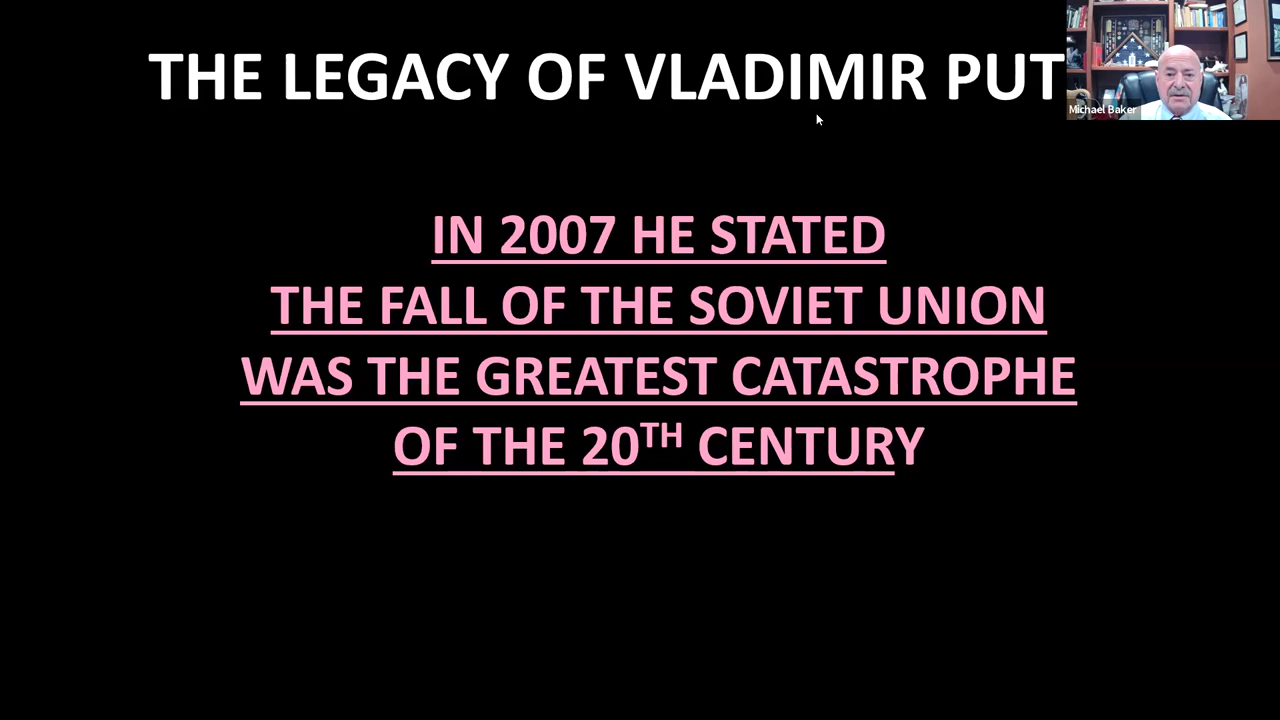 THE LEGACY OF VLADIMIR PUT
Michael Baker
IN 2007 HE STATED
THE FALL OF THE SOVIET UNION
WAS THE GREATEST CATASTROPHE
OF THE 20TH CENTURY